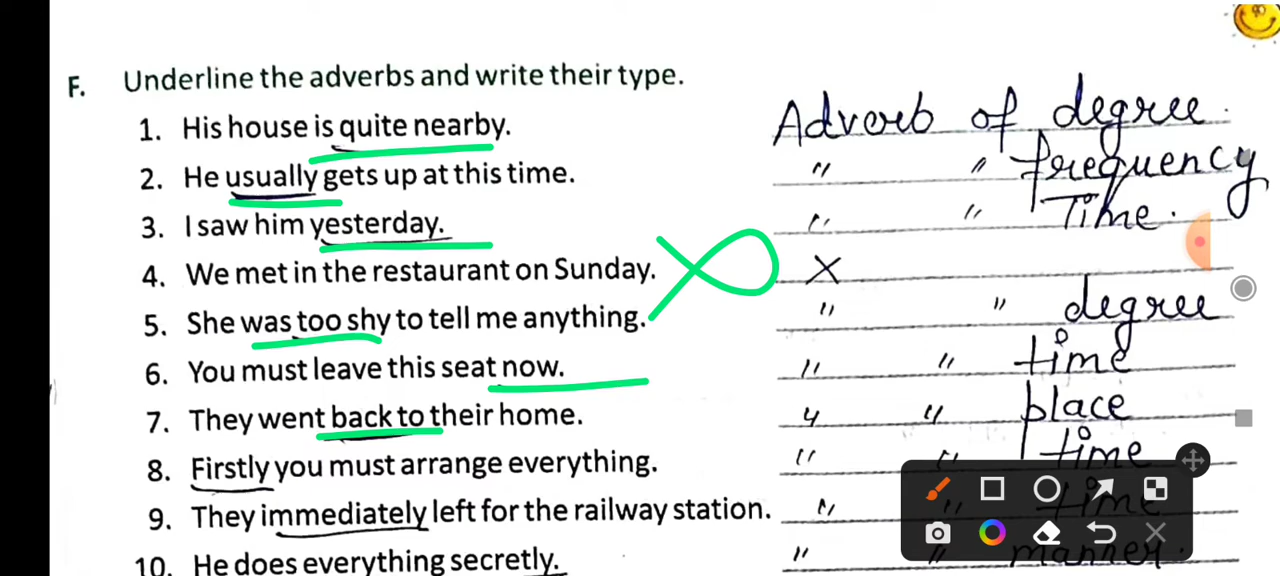 F. Underline the adverbs and write their type.
1. His house is quite nearby. Adverb of degree.
2. He usually gets up at this time. " " frequency
3. I saw him yesterday. " " Time.
4. We met in the restaurant on Sunday. X
5. She was too shy to tell me anything. " " degree
6. You must leave this seat now. " " time
7. They went back to their home. " " place
8. Firstly you must arrange everything. " " time
9. They immediately left for the railway station. " " time
10. He does everything secretly. " " manner.